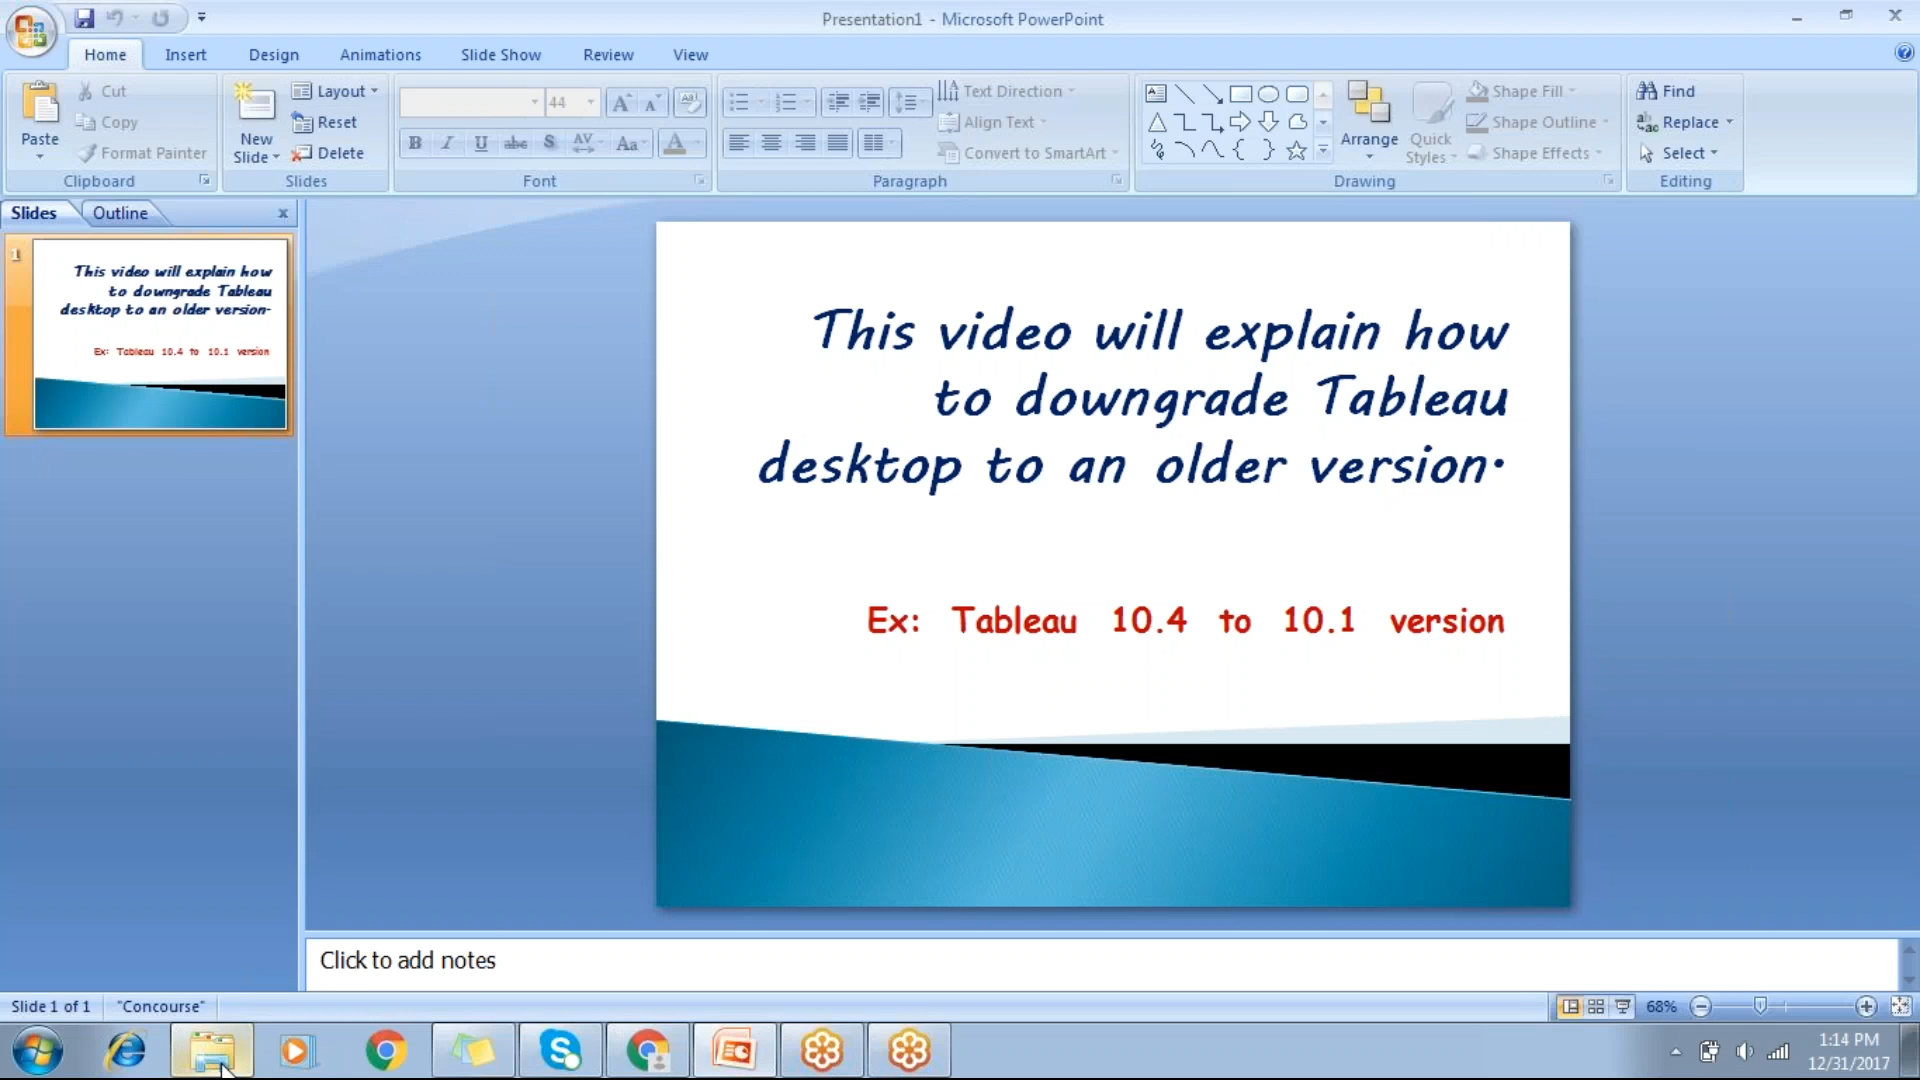 Presentation1 - Microsoft PowerPoint
Home Insert Design Animations Slide Show Review View
Paste
Cut
Copy
Format Painter
Clipboard
New Slide
Layout
Reset
Delete
Slides
44
B I U abc S AV Aa A
Font
Text Direction
Align Text
Convert to SmartArt
Paragraph
Arrange
Quick Styles
Shape Fill
Shape Outline
Shape Effects
Drawing
Find
Replace
Select
Editing
Slides Outline x
1
This video will explain how
to downgrade Tableau
desktop to an older version.
Ex: Tableau 10.4 to 10.1 version
This video will explain how
to downgrade Tableau
desktop to an older version.
Ex: Tableau 10.4 to 10.1 version
Click to add notes
Slide 1 of 1 "Concourse" 68%
1:14 PM
12/31/2017